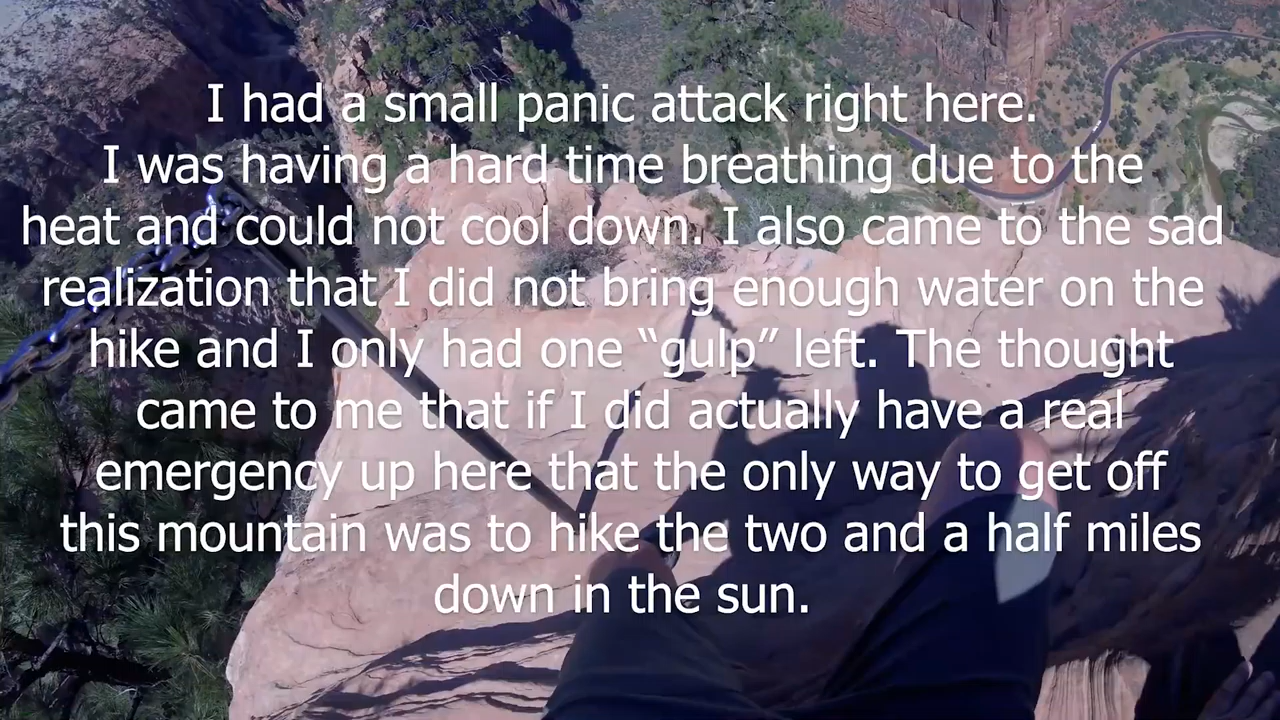 I had a small panic attack right here.
I was having a hard time breathing due to the
heat and could not cool down. I also came to the sad
realization that I did not bring enough water on the
hike and I only had one “gulp” left. The thought
came to me that if I did actually have a real
emergency up here that the only way to get off
this mountain was to hike the two and a half miles
down in the sun.